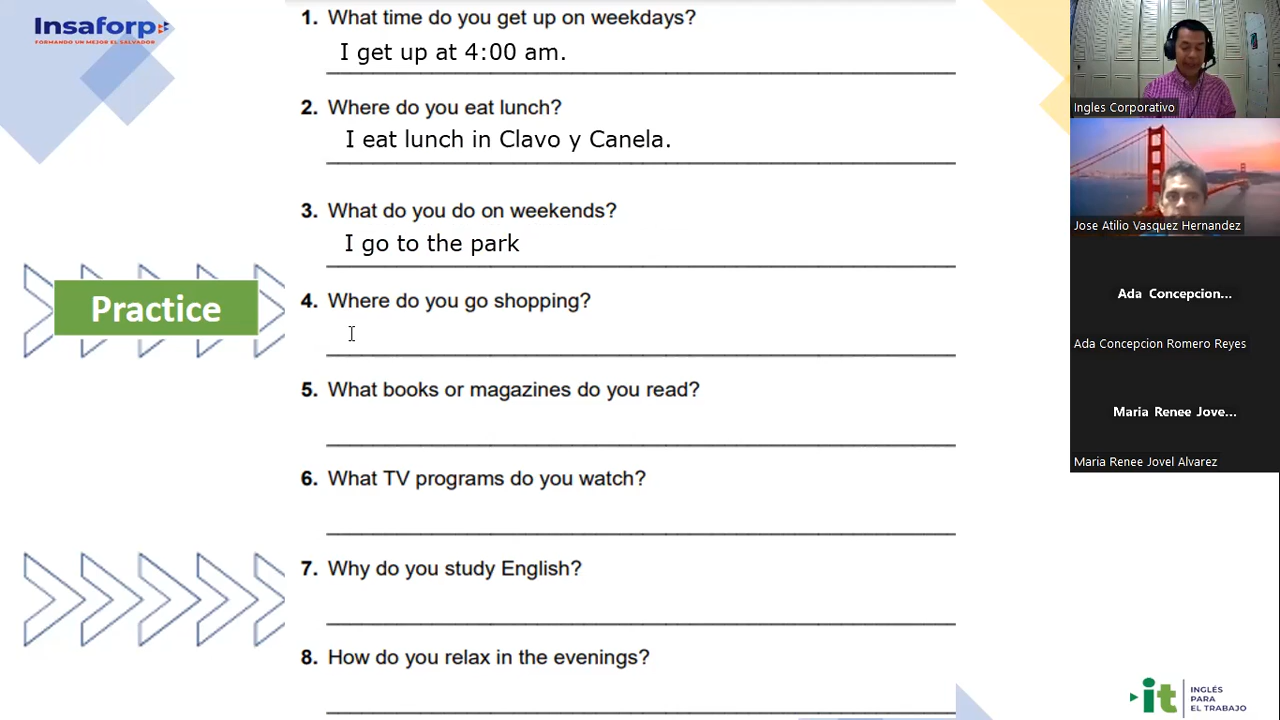 Insaforp
FORMANDO UN MEJOR EL SALVADOR
1. What time do you get up on weekdays?
I get up at 4:00 am.
2. Where do you eat lunch?
I eat lunch in Clavo y Canela.
3. What do you do on weekends?
I go to the park
4. Where do you go shopping?
5. What books or magazines do you read?
6. What TV programs do you watch?
7. Why do you study English?
8. How do you relax in the evenings?
Practice
Ingles Corporativo
Jose Atilio Vasquez Hernandez
Ada Concepcion...
Ada Concepcion Romero Reyes
Maria Renee Jove...
Maria Renee Jovel Alvarez
it
INGLÉS
PARA
EL TRABAJO